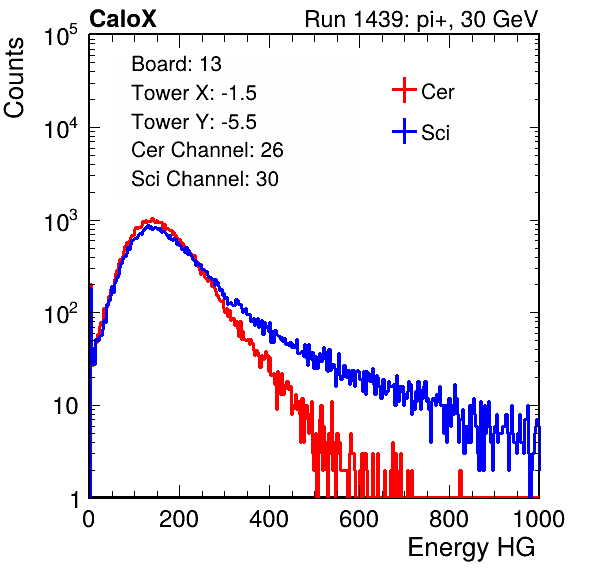 CaloX Run 1439: pi+, 30 GeV
Counts
Board: 13
Tower X: -1.5
Tower Y: -5.5
Cer Channel: 26
Sci Channel: 30
Cer
Sci
10^5
10^4
10^3
10^2
10
1
0 200 400 600 800 1000
Energy HG